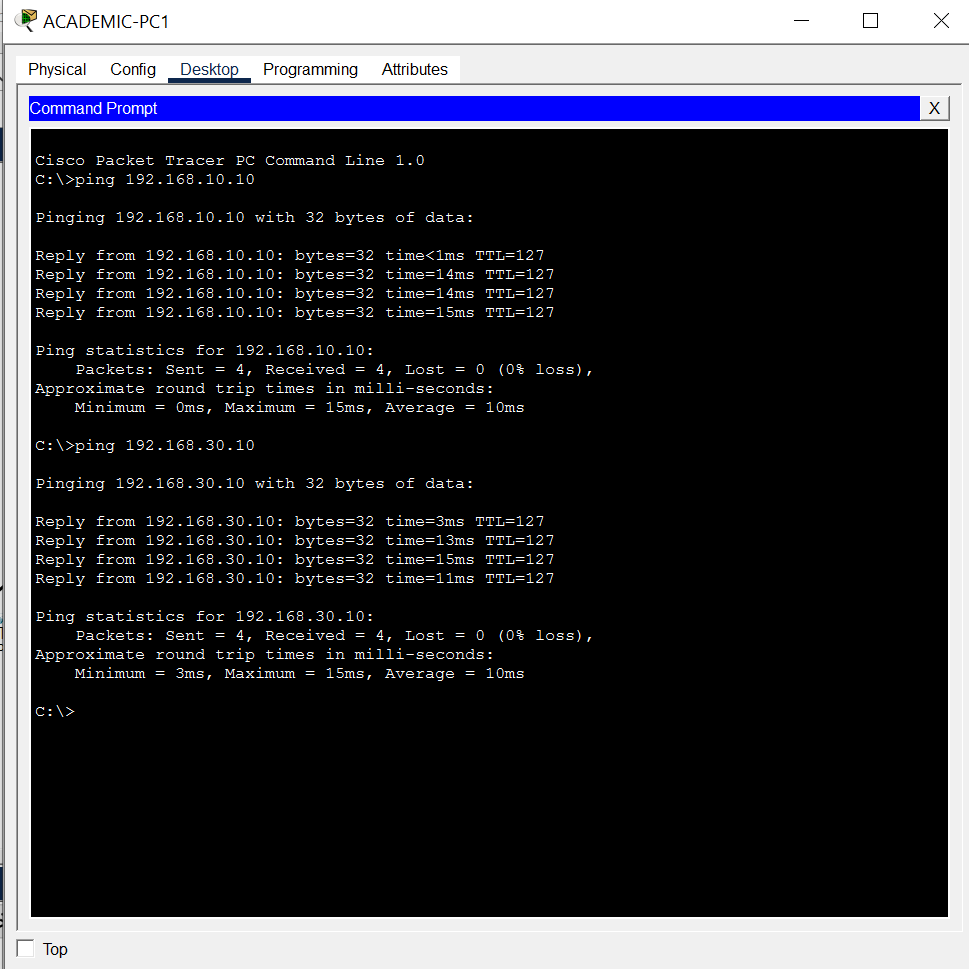 ACADEMIC-PC1
Physical Config Desktop Programming Attributes
Command Prompt X
Cisco Packet Tracer PC Command Line 1.0
C:\>ping 192.168.10.10
Pinging 192.168.10.10 with 32 bytes of data:
Reply from 192.168.10.10: bytes=32 time<1ms TTL=127
Reply from 192.168.10.10: bytes=32 time=14ms TTL=127
Reply from 192.168.10.10: bytes=32 time=14ms TTL=127
Reply from 192.168.10.10: bytes=32 time=15ms TTL=127
Ping statistics for 192.168.10.10:
Packets: Sent = 4, Received = 4, Lost = 0 (0% loss),
Approximate round trip times in milli-seconds:
Minimum = 0ms, Maximum = 15ms, Average = 10ms
C:\>ping 192.168.30.10
Pinging 192.168.30.10 with 32 bytes of data:
Reply from 192.168.30.10: bytes=32 time=3ms TTL=127
Reply from 192.168.30.10: bytes=32 time=13ms TTL=127
Reply from 192.168.30.10: bytes=32 time=15ms TTL=127
Reply from 192.168.30.10: bytes=32 time=11ms TTL=127
Ping statistics for 192.168.30.10:
Packets: Sent = 4, Received = 4, Lost = 0 (0% loss),
Approximate round trip times in milli-seconds:
Minimum = 3ms, Maximum = 15ms, Average = 10ms
C:\>
Top